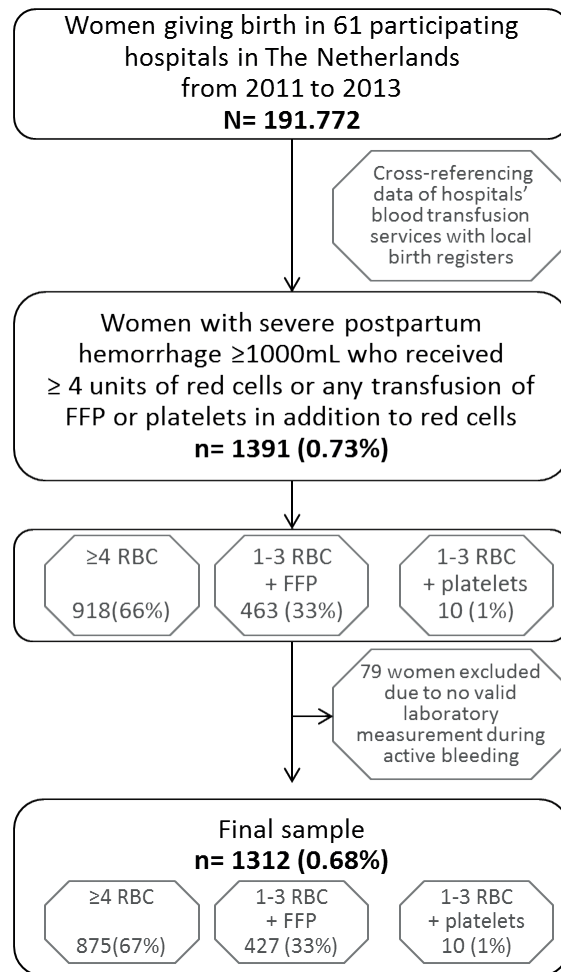 Women giving birth in 61 participating
hospitals in The Netherlands
from 2011 to 2013
N= 191.772
Cross-referencing
data of hospitals'
blood transfusion
services with local
birth registers
Women with severe postpartum
hemorrhage ≥1000mL who received
≥ 4 units of red cells or any transfusion of
FFP or platelets in addition to red cells
n= 1391 (0.73%)
≥4 RBC
918(66%)
1-3 RBC
+ FFP
463 (33%)
1-3 RBC
+ platelets
10 (1%)
79 women excluded
due to no valid
laboratory
measurement during
active bleeding
Final sample
n= 1312 (0.68%)
≥4 RBC
875(67%)
1-3 RBC
+ FFP
427 (33%)
1-3 RBC
+ platelets
10 (1%)